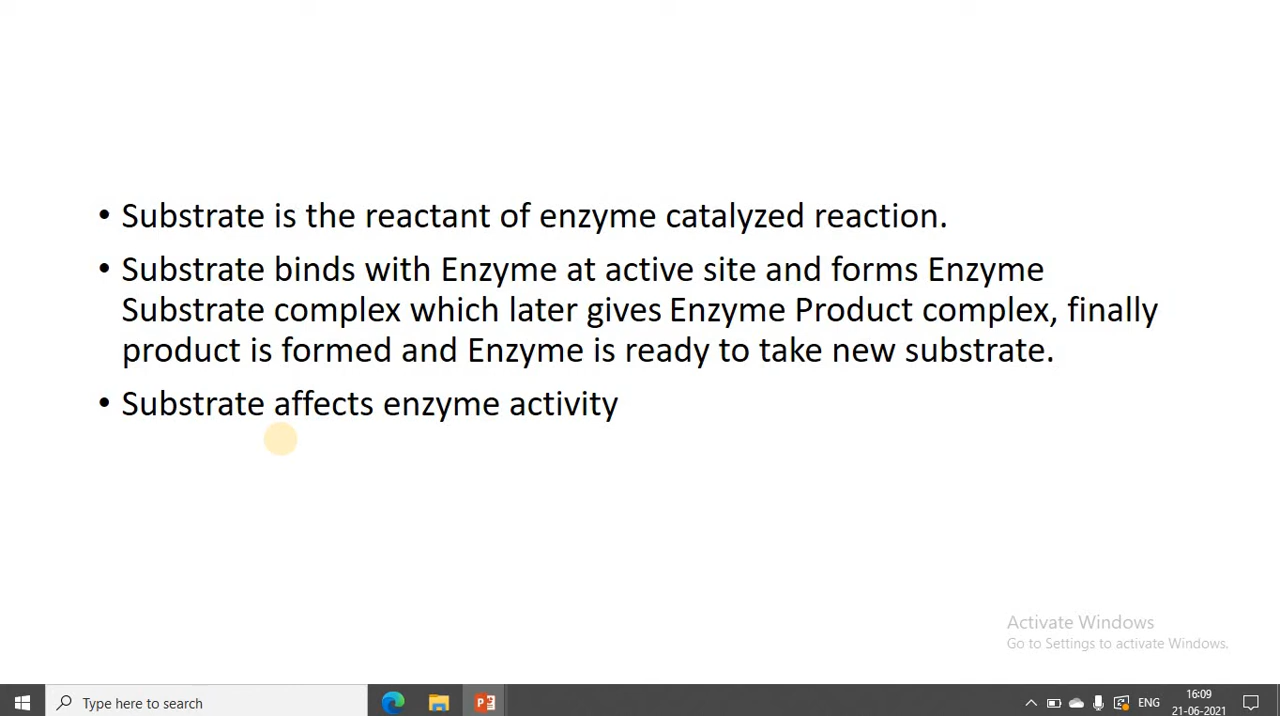 • Substrate is the reactant of enzyme catalyzed reaction.
• Substrate binds with Enzyme at active site and forms Enzyme
Substrate complex which later gives Enzyme Product complex, finally
product is formed and Enzyme is ready to take new substrate.
• Substrate affects enzyme activity
Activate Windows
Go to Settings to activate Windows.
Type here to search
ENG
16:09
21-06-2021